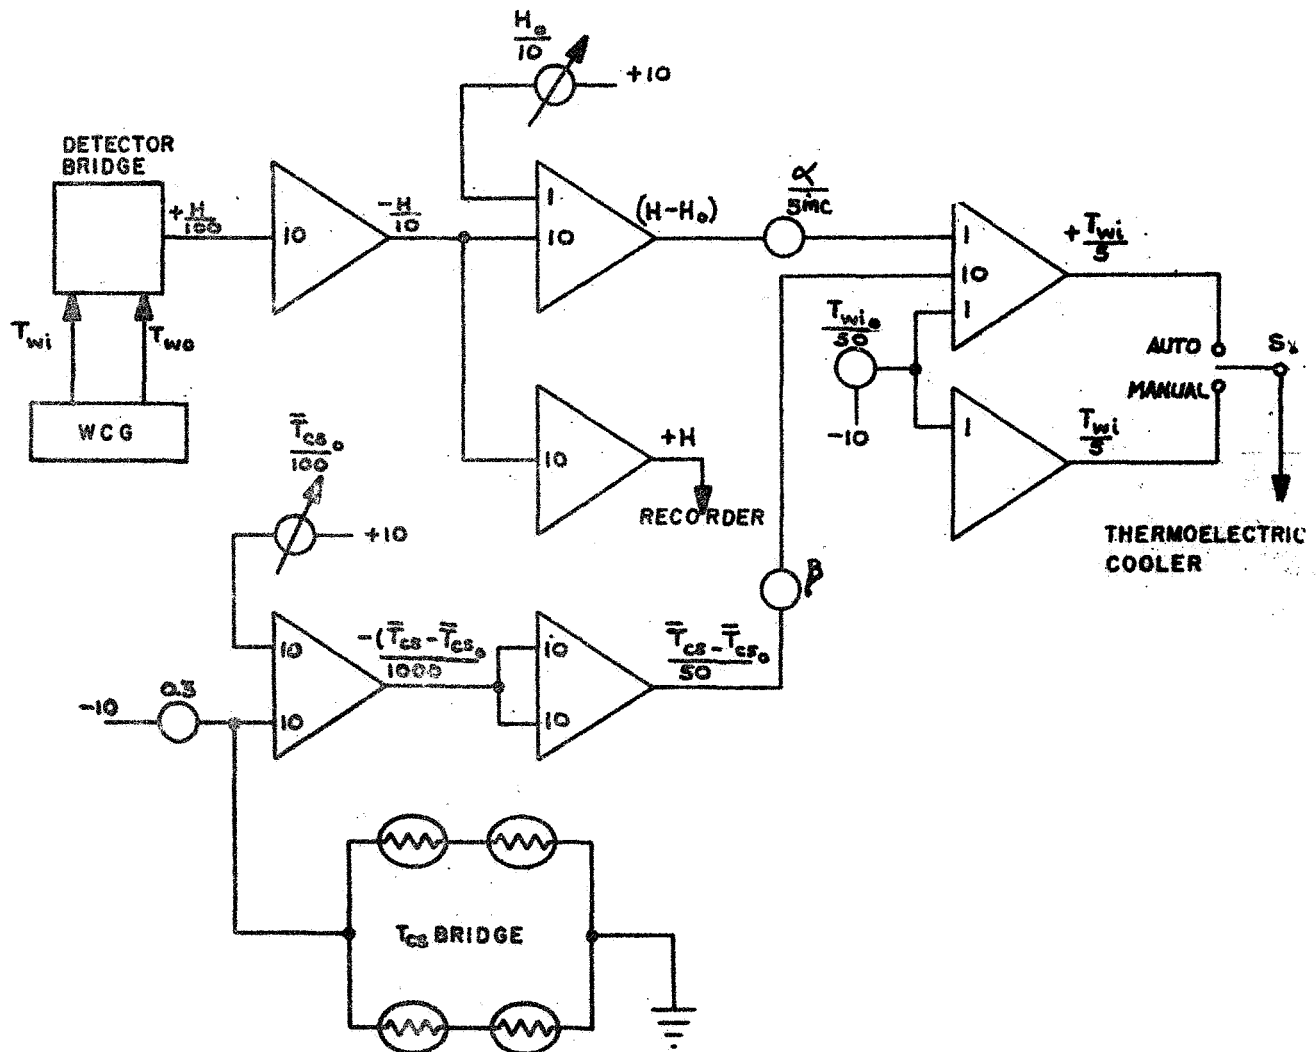 H₀/10
+10
DETECTOR
BRIDGE
+H/100
10
-H/10
1
10
(H-H₀)
α/5ṁc
1
10
1
+Twi/5
Twi
Two
WCG
Twi₀/50
-10
AUTO
MANUAL
1
Twi/5
T̿cs₀/100
+10
10
+H
RECORDER
THERMOELECTRIC
COOLER
β
10
10
-(T̿cs-T̿cs₀/1000
10
10
T̿cs-T̿cs₀/50
-10
0.3
Tcs BRIDGE